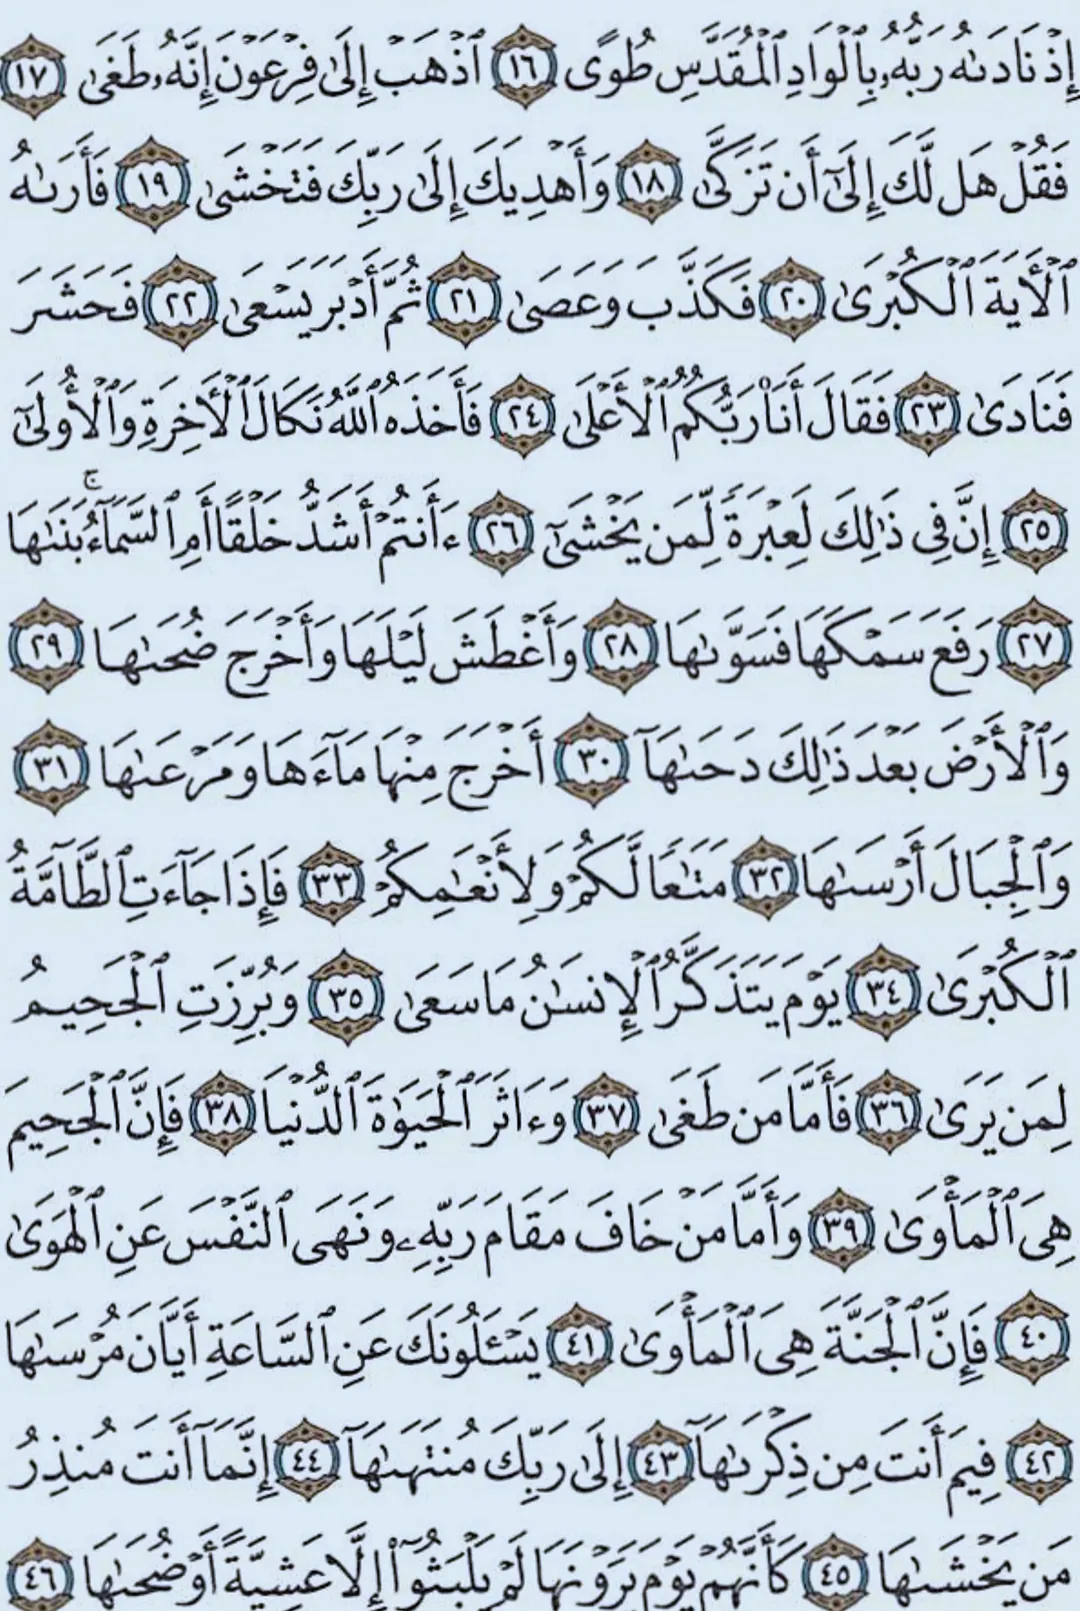 إِذْ نَادَىٰهُ رَبُّهُۥ بِٱلْوَادِ ٱلْمُقَدَّسِ طُوًى ١٦ ٱذْهَبْ إِلَىٰ فِرْعَوْنَ إِنَّهُۥ طَغَىٰ ١٧
فَقُلْ هَل لَّكَ إِلَىٰٓ أَن تَزَكَّىٰ ١٨ وَأَهْدِيَكَ إِلَىٰ رَبِّكَ فَتَخْشَىٰ ١٩ فَأَرَىٰهُ
ٱلْأَيَةَ ٱلْكُبْرَىٰ ٢٠ فَكَذَّبَ وَعَصَىٰ ٢١ ثُمَّ أَدْبَرَ يَسْعَىٰ ٢٢ فَحَشَرَ
فَنَادَىٰ ٢٣ فَقَالَ أَنَا۠ رَبُّكُمُ ٱلْأَعْلَىٰ ٢٤ فَأَخَذَهُ ٱللَّهُ نَكَالَ ٱلْأَخِرَةِ وَٱلْأُولَىٰٓ
٢٥ إِنَّ فِى ذَٰلِكَ لَعِبْرَةً لِّمَن يَخْشَىٰٓ ٢٦ ءَأَنتُمْ أَشَدُّ خَلْقًا أَمِ ٱلسَّمَآءُ ۚ بَنَىٰهَا
٢٧ رَفَعَ سَمْكَهَا فَسَوَّىٰهَا ٢٨ وَأَغْطَشَ لَيْلَهَا وَأَخْرَجَ ضُحَىٰهَا ٢٩
وَٱلْأَرْضَ بَعْدَ ذَٰلِكَ دَحَىٰهَآ ٣٠ أَخْرَجَ مِنْهَا مَآءَهَا وَمَرْعَىٰهَا ٣١
وَٱلْجِبَالَ أَرْسَىٰهَا ٣٢ مَتَٰعًا لَّكُمْ وَلِأَنْعَٰمِكُمْ ٣٣ فَإِذَا جَآءَتِ ٱلطَّآمَّةُ
ٱلْكُبْرَىٰ ٣٤ يَوْمَ يَتَذَكَّرُ ٱلْإِنسَٰنُ مَا سَعَىٰ ٣٥ وَبُرِّزَتِ ٱلْجَحِيمُ
لِمَن يَرَىٰ ٣٦ فَأَمَّا مَن طَغَىٰ ٣٧ وَءَاثَرَ ٱلْحَيَوٰةَ ٱلدُّنْيَا ٣٨ فَإِنَّ ٱلْجَحِيمَ
هِىَ ٱلْمَأْوَىٰ ٣٩ وَأَمَّا مَنْ خَافَ مَقَامَ رَبِّهِۦ وَنَهَى ٱلنَّفْسَ عَنِ ٱلْهَوَىٰ
٤٠ فَإِنَّ ٱلْجَنَّةَ هِىَ ٱلْمَأْوَىٰ ٤١ يَسْـَٔلُونَكَ عَنِ ٱلسَّاعَةِ أَيَّانَ مُرْسَىٰهَا
٤٢ فِيمَ أَنتَ مِن ذِكْرَىٰهَآ ٤٣ إِلَىٰ رَبِّكَ مُنتَهَىٰهَآ ٤٤ إِنَّمَآ أَنتَ مُنذِرُ
مَن يَخْشَىٰهَا ٤٥ كَأَنَّهُمْ يَوْمَ يَرَوْنَهَا لَمْ يَلْبَثُوٓا۟ إِلَّا عَشِيَّةً أَوْ ضُحَىٰهَا ٤٦